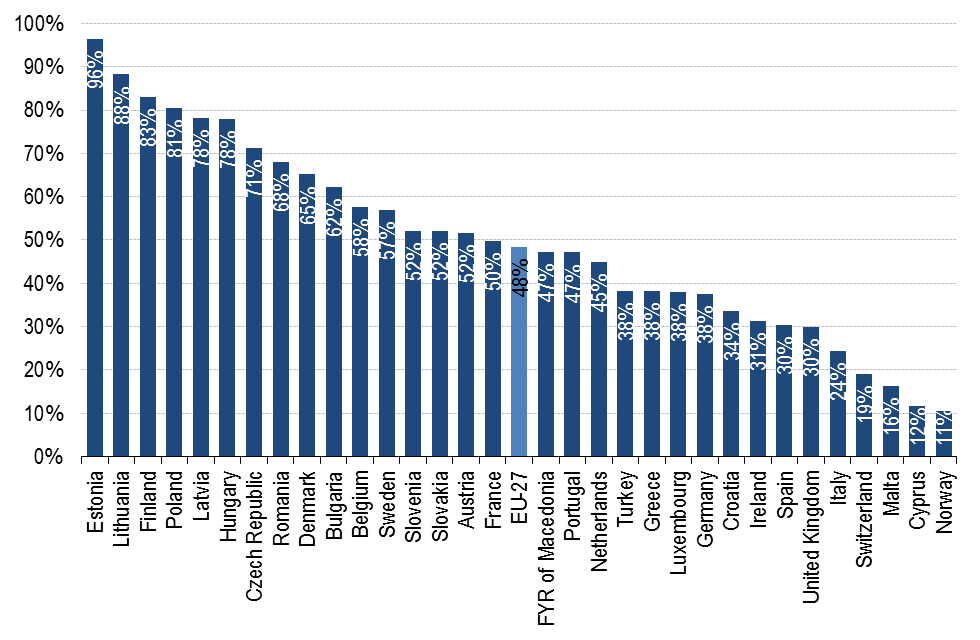 100%
90%
80%
70%
60%
50%
40%
30%
20%
10%
0%
96%
88%
83%
81%
78%
78%
71%
68%
65%
62%
58%
57%
52%
52%
52%
50%
48%
47%
47%
45%
38%
38%
38%
38%
34%
31%
30%
30%
24%
19%
16%
12%
11%
Estonia
Lithuania
Finland
Poland
Latvia
Hungary
Czech Republic
Romania
Denmark
Bulgaria
Belgium
Sweden
Slovenia
Slovakia
Austria
France
EU-27
FYR of Macedonia
Portugal
Netherlands
Turkey
Greece
Luxembourg
Germany
Croatia
Ireland
Spain
United Kingdom
Italy
Switzerland
Malta
Cyprus
Norway